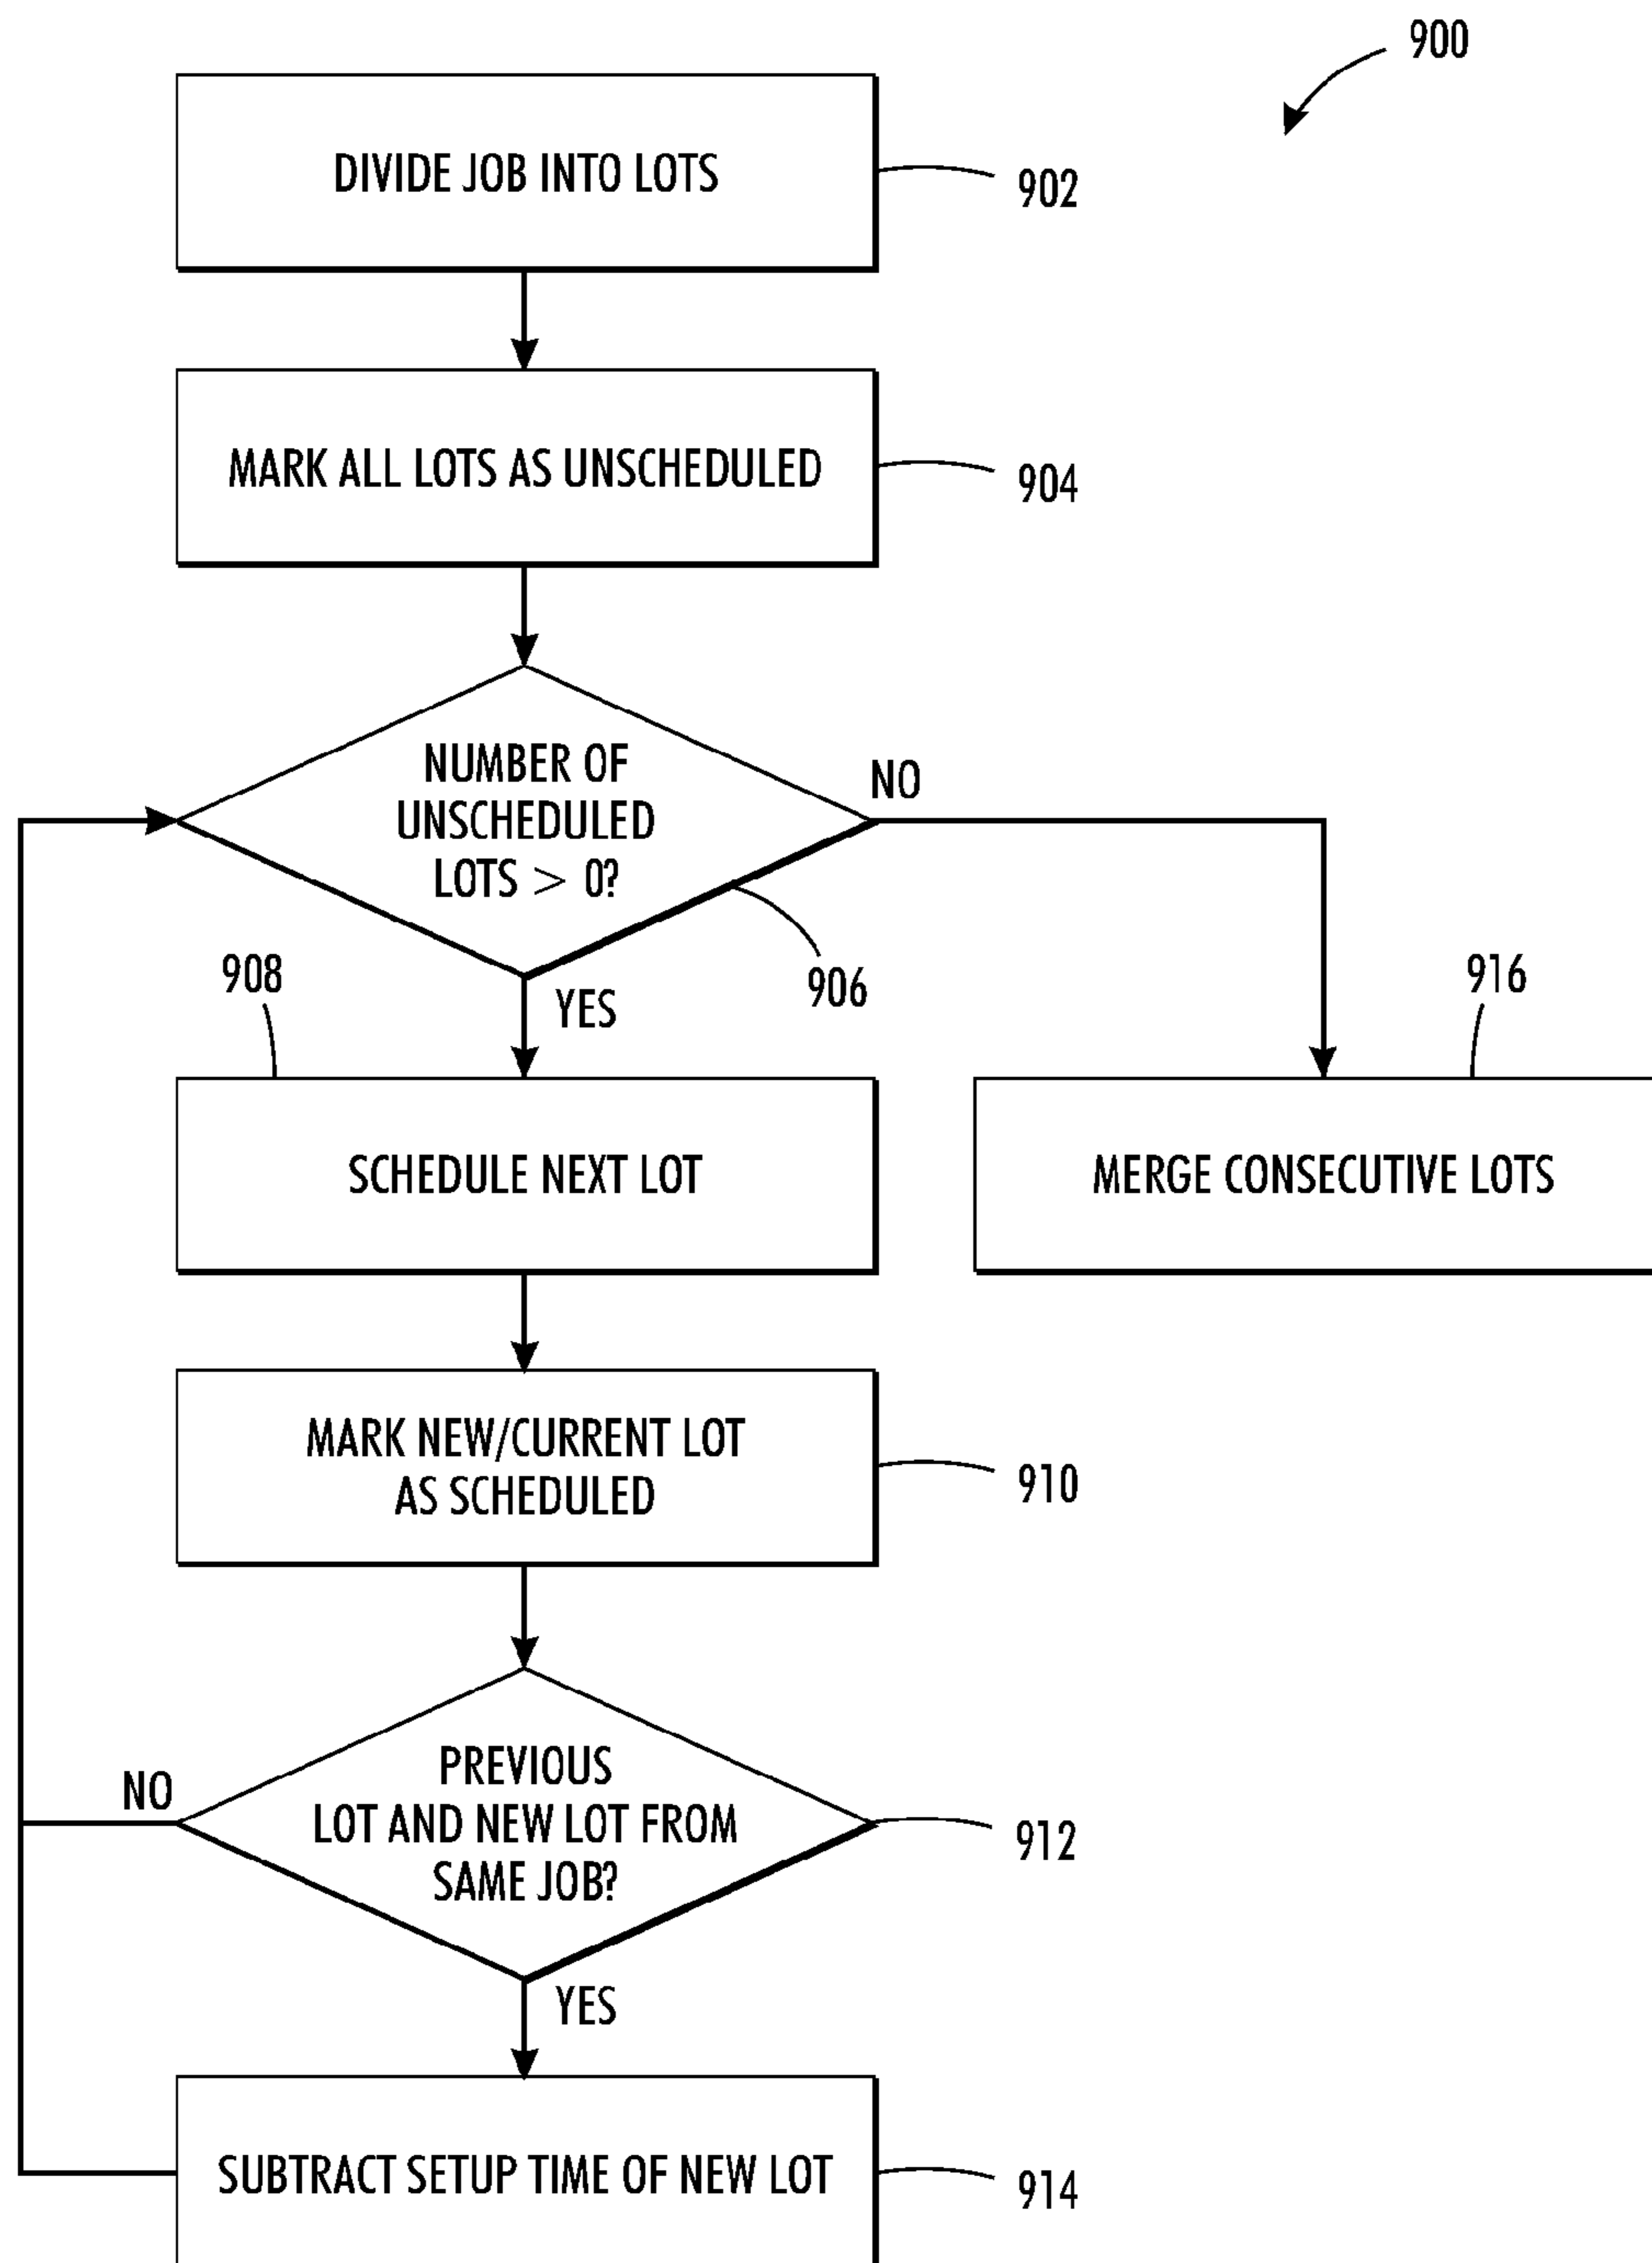 900
DIVIDE JOB INTO LOTS
902
MARK ALL LOTS AS UNSCHEDULED
904
NUMBER OF
UNSCHEDULED
LOTS > 0?
NO
906
YES
908
916
SCHEDULE NEXT LOT
MERGE CONSECUTIVE LOTS
MARK NEW/CURRENT LOT
AS SCHEDULED
910
PREVIOUS
LOT AND NEW LOT FROM
SAME JOB?
NO
912
YES
SUBTRACT SETUP TIME OF NEW LOT
914